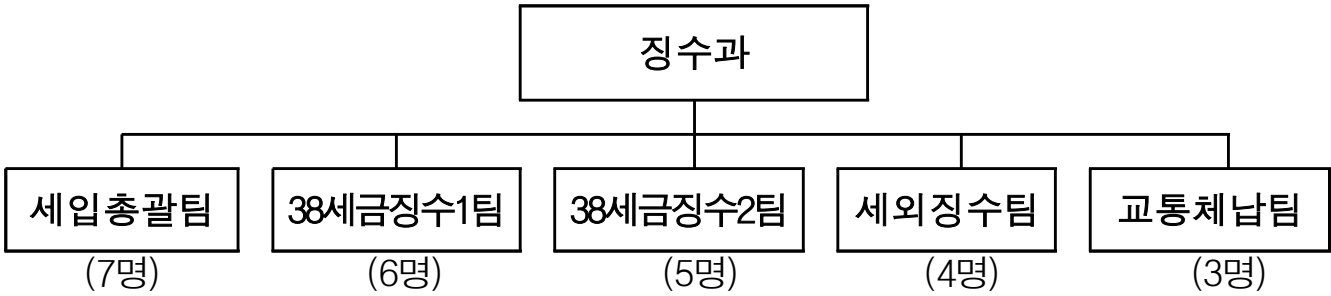 징수과
세입총괄팀 38세금징수1팀 38세금징수2팀 세외징수팀 교통체납팀
(7명) (6명) (5명) (4명) (3명)